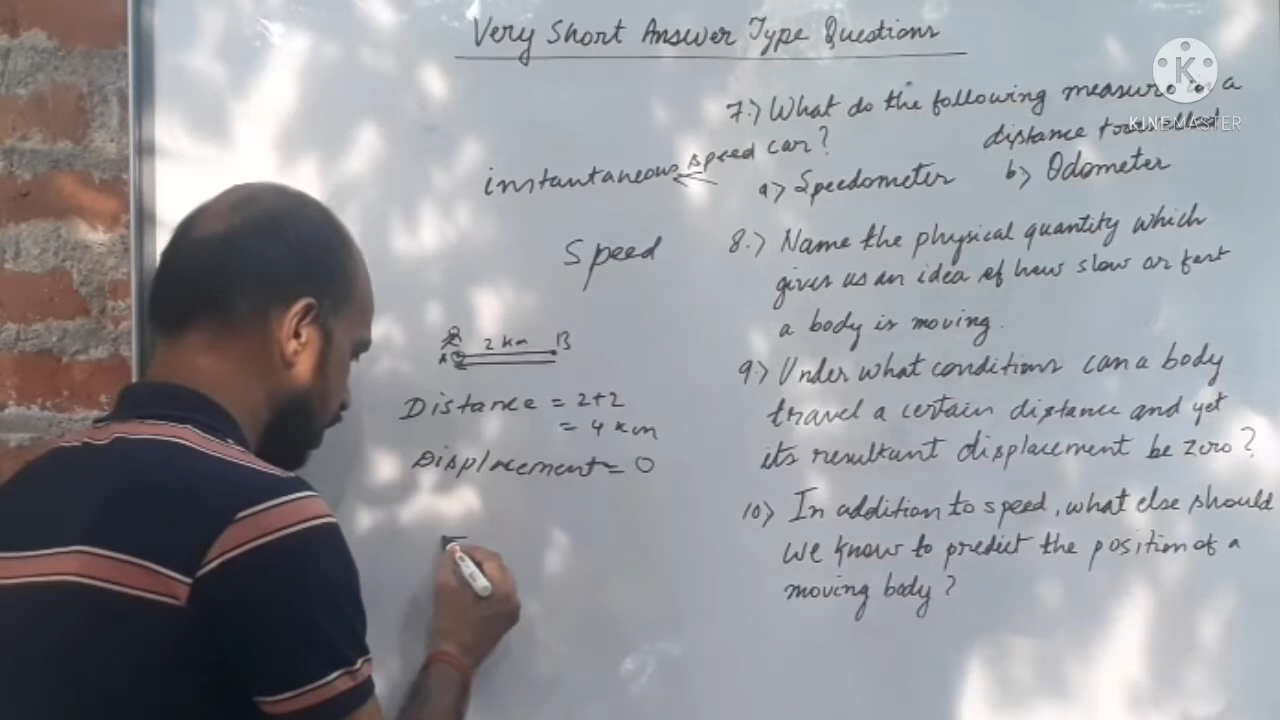 Very Short Answer Type Questions
7.) What do the following measure in a
car?
distance travelled
instantaneous speed
a) Speedometer b) Odometer
Speed
8.) Name the physical quantity which
gives us an idea of how slow or fast
a body is moving.
2 km B
A
Distance = 2+2
= 4 km
Displacement = 0
9.) Under what conditions can a body
travel a certain distance and yet
its resultant displacement be zero?
10) In addition to speed, what else should
we know to predict the position of a
moving body?
K
KINEMASTER